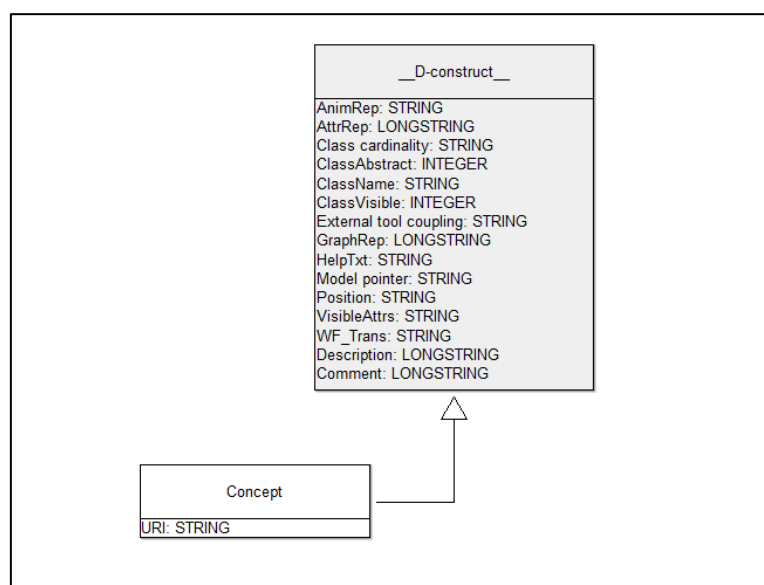 __D-construct__
AnimRep: STRING
AttrRep: LONGSTRING
Class cardinality: STRING
ClassAbstract: INTEGER
ClassName: STRING
ClassVisible: INTEGER
External tool coupling: STRING
GraphRep: LONGSTRING
HelpTxt: STRING
Model pointer: STRING
Position: STRING
VisibleAttrs: STRING
WF_Trans: STRING
Description: LONGSTRING
Comment: LONGSTRING
Concept
URI: STRING